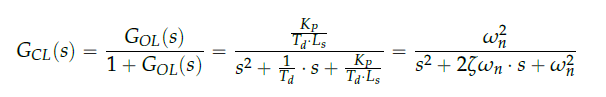 $G_{CL}(s) = \frac{G_{OL}(s)}{1 + G_{OL}(s)} = \frac{\frac{K_p}{T_d \cdot L_s}}{s^2 + \frac{1}{T_d} \cdot s + \frac{K_p}{T_d \cdot L_s}} = \frac{\omega_n^2}{s^2 + 2\zeta\omega_n \cdot s + \omega_n^2}$